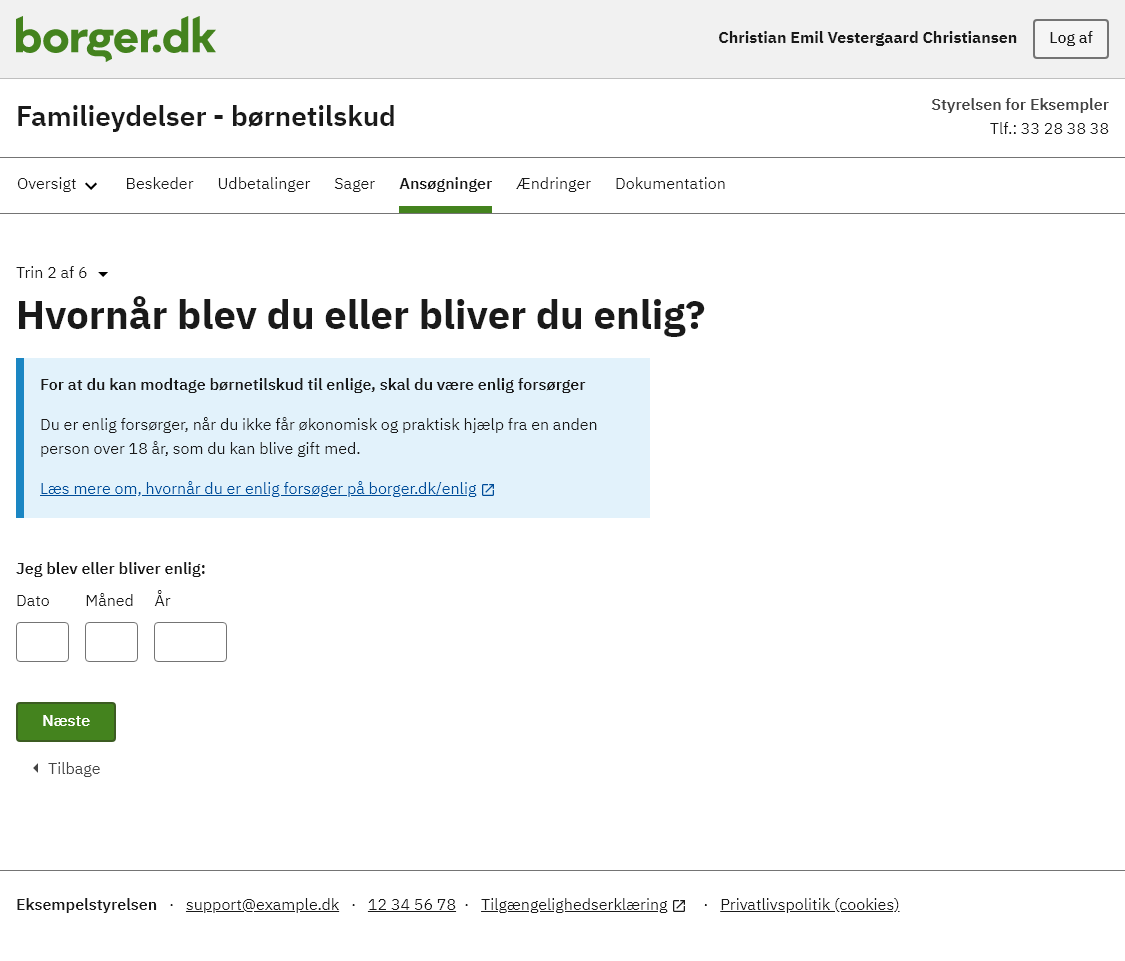 borger.dk
Christian Emil Vestergaard Christiansen
Log af
Familieydelser - børnetilskud
Styrelsen for Eksempler
Tlf.: 33 28 38 38
Oversigt Beskeder Udbetalinger Sager Ansøgninger Ændringer Dokumentation
Trin 2 af 6
Hvornår blev du eller bliver du enlig?
For at du kan modtage børnetilskud til enlige, skal du være enlig forsørger
Du er enlig forsørger, når du ikke får økonomisk og praktisk hjælp fra en anden
person over 18 år, som du kan blive gift med.
Læs mere om, hvornår du er enlig forsøger på borger.dk/enlig
Jeg blev eller bliver enlig:
Dato Måned År
Næste
Tilbage
Eksempelstyrelsen · support@example.dk · 12 34 56 78 · Tilgængelighedserklæring · Privatlivspolitik (cookies)